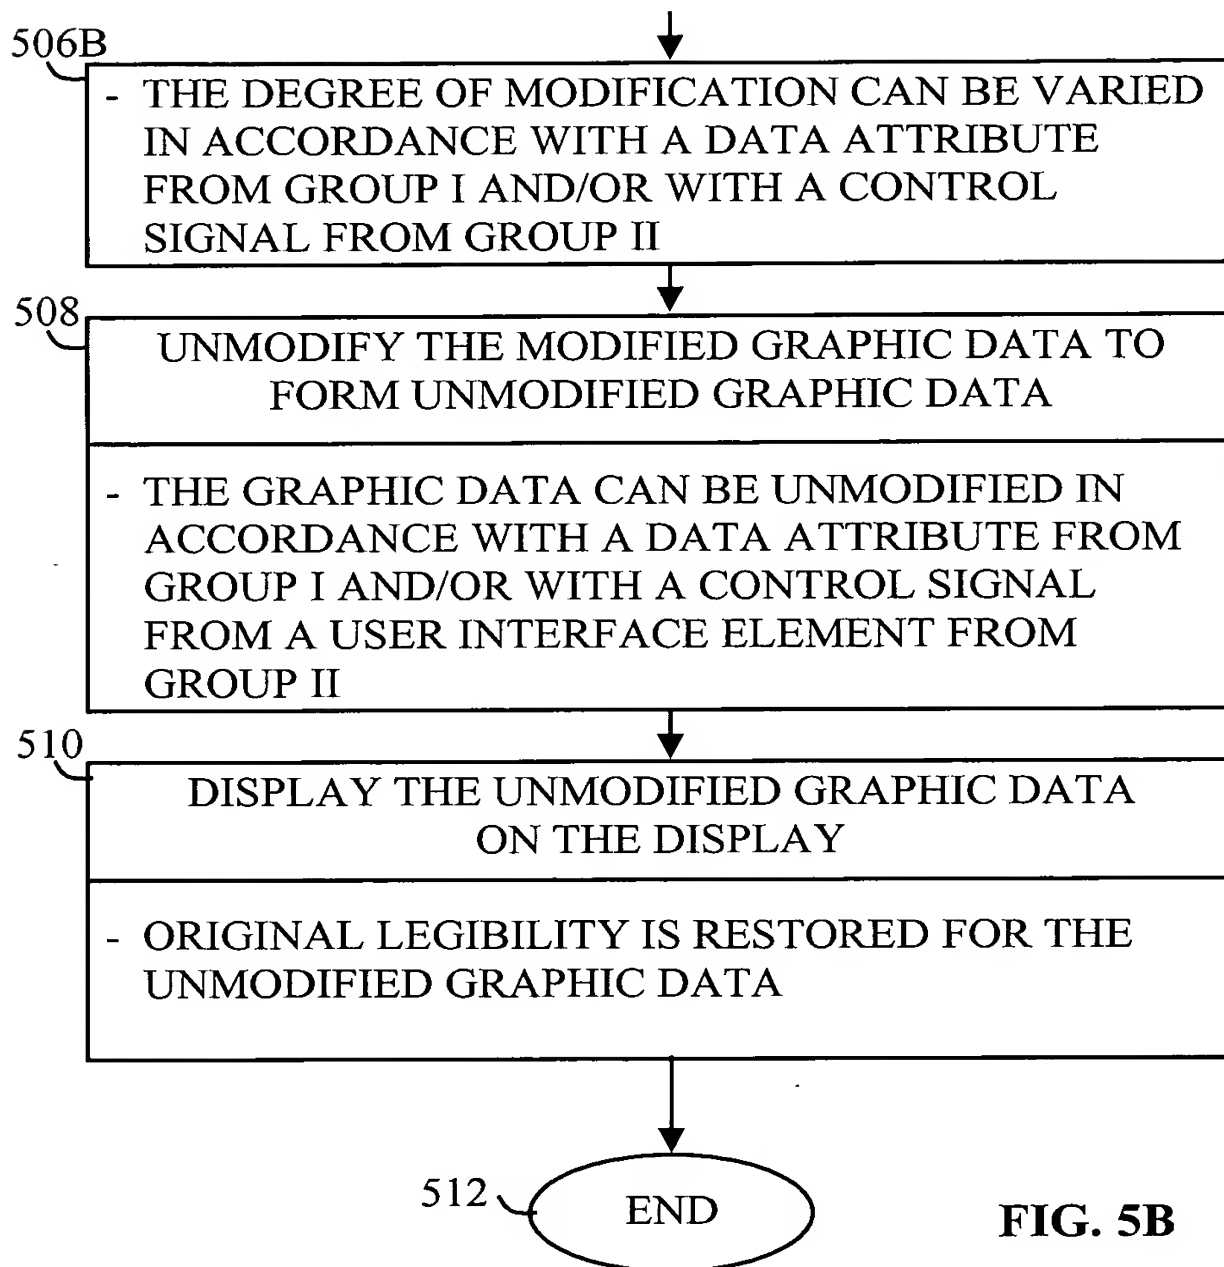 506B
- THE DEGREE OF MODIFICATION CAN BE VARIED
IN ACCORDANCE WITH A DATA ATTRIBUTE
FROM GROUP I AND/OR WITH A CONTROL
SIGNAL FROM GROUP II
508
UNMODIFY THE MODIFIED GRAPHIC DATA TO
FORM UNMODIFIED GRAPHIC DATA
- THE GRAPHIC DATA CAN BE UNMODIFIED IN
ACCORDANCE WITH A DATA ATTRIBUTE FROM
GROUP I AND/OR WITH A CONTROL SIGNAL
FROM A USER INTERFACE ELEMENT FROM
GROUP II
510
DISPLAY THE UNMODIFIED GRAPHIC DATA
ON THE DISPLAY
- ORIGINAL LEGIBILITY IS RESTORED FOR THE
UNMODIFIED GRAPHIC DATA
512
END
FIG. 5B